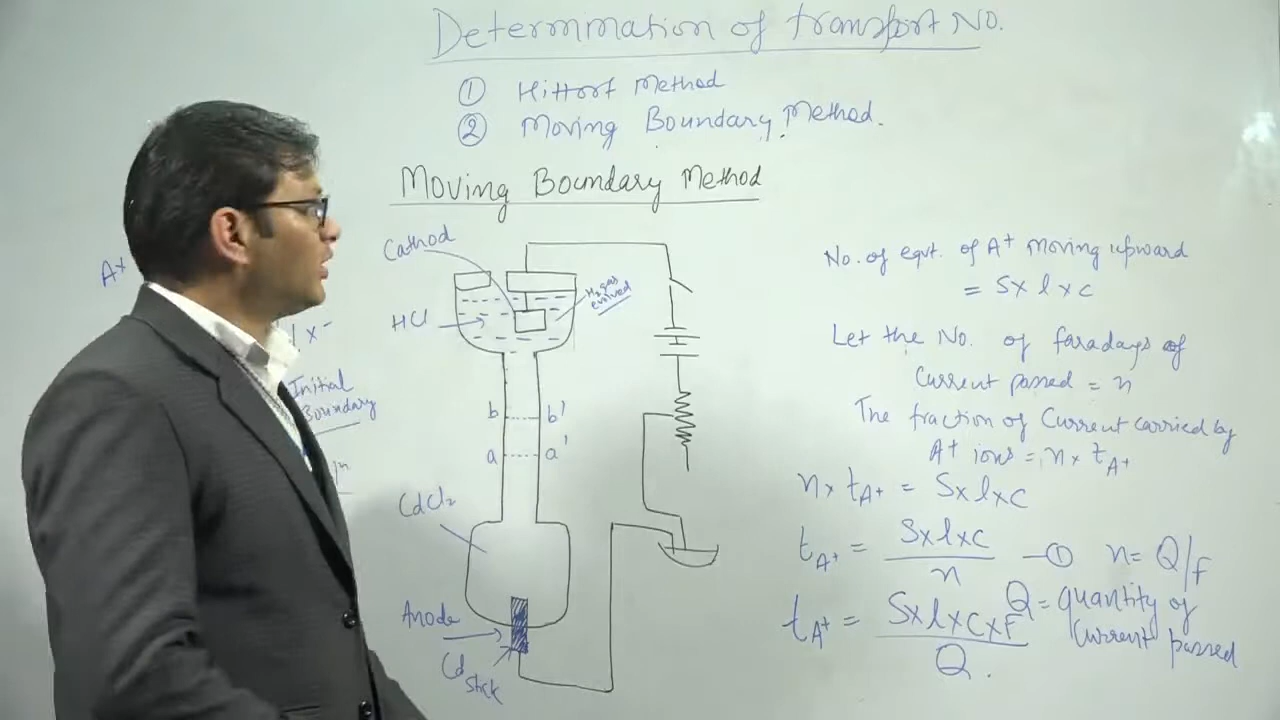 Determination of transport No.
① Hittorf Method
② Moving Boundary Method.
Moving Boundary Method
A+
x-
Initial
Boundary
Cathod
HCl
H2 gas
evolved
b b'
a a'
CdCl2
Anode
Cd
stick
No. of eqvt. of A+ moving upward
= S x l x c
Let the No. of faradays of
Current passed = n
The fraction of Current carried by
A+ ions = n x tA+
n x tA+ = S x l x c
tA+ = S x l x c / n — ① n = Q/F
tA+ = S x l x c x F / Q.
Q = quantity of
Current passed